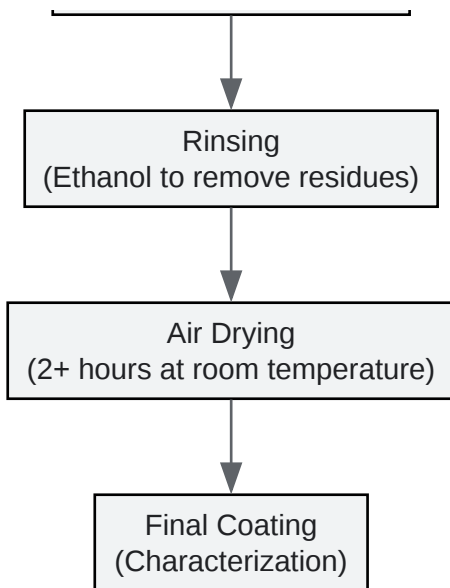 Rinsing
(Ethanol to remove residues)
Air Drying
(2+ hours at room temperature)
Final Coating
(Characterization)